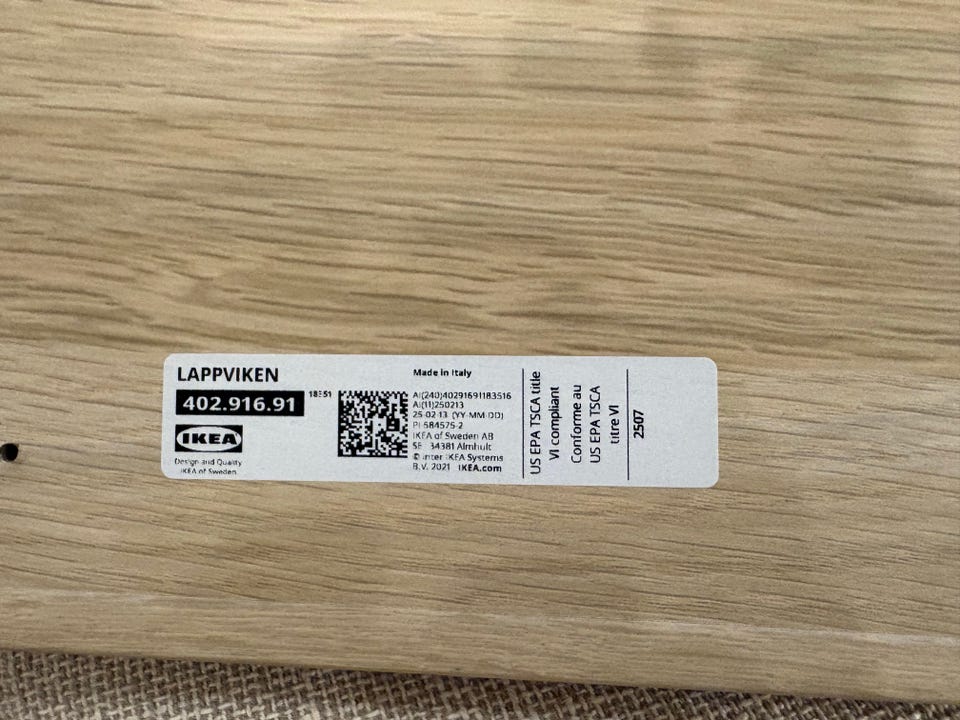 LAPPVIKEN
402.916.91
18351
IKEA
Design and Quality
IKEA of Sweden
Made in Italy
AI(240)40291691183516
AI(11)250213
25-02-13 (YY-MM-DD)
PI-584575-2
IKEA of Sweden AB
SE - 34381 Älmhult
© Inter IKEA Systems
B.V. 2021 IKEA.com
US EPA TSCA title
VI compliant
Conforme au
US EPA TSCA
titre VI
2507